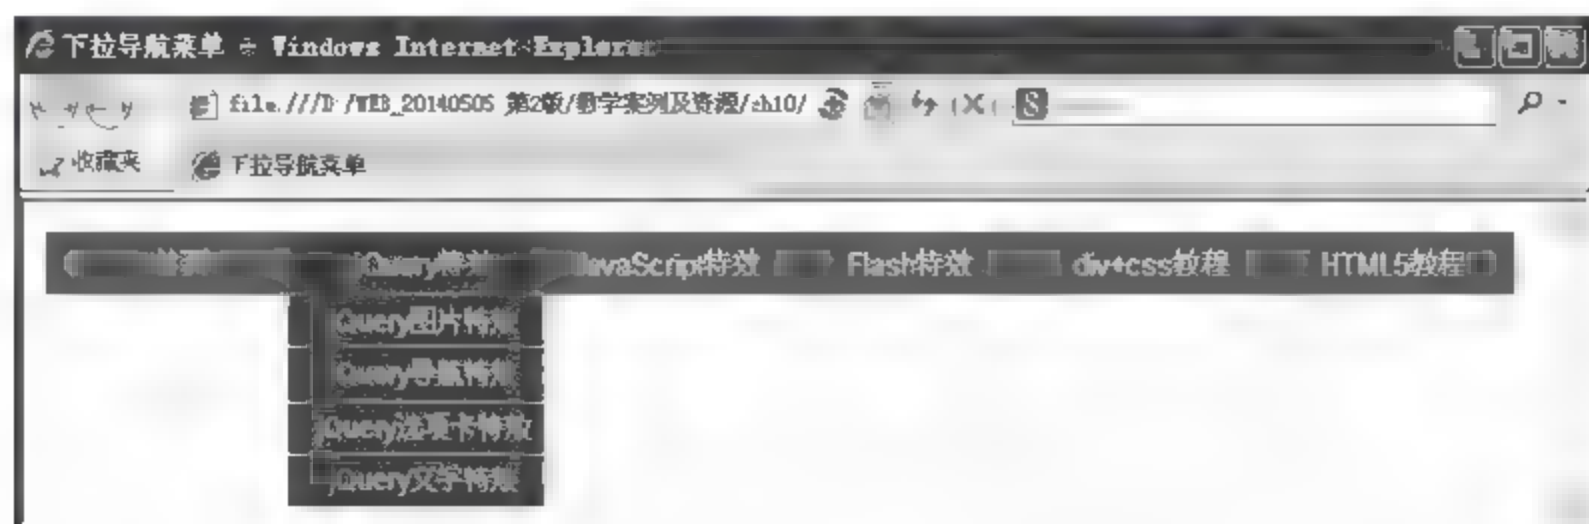 下拉导航菜单 - Windows Internet Explorer
file:///D:/WEB_20140505 第2版/教学案例及资源/ch10/
收藏夹 下拉导航菜单
jQuery特效 JavaScript特效 Flash特效 div+css教程 HTML5教程
jQuery图片特效
jQuery导航特效
jQuery选项卡特效
jQuery文字特效